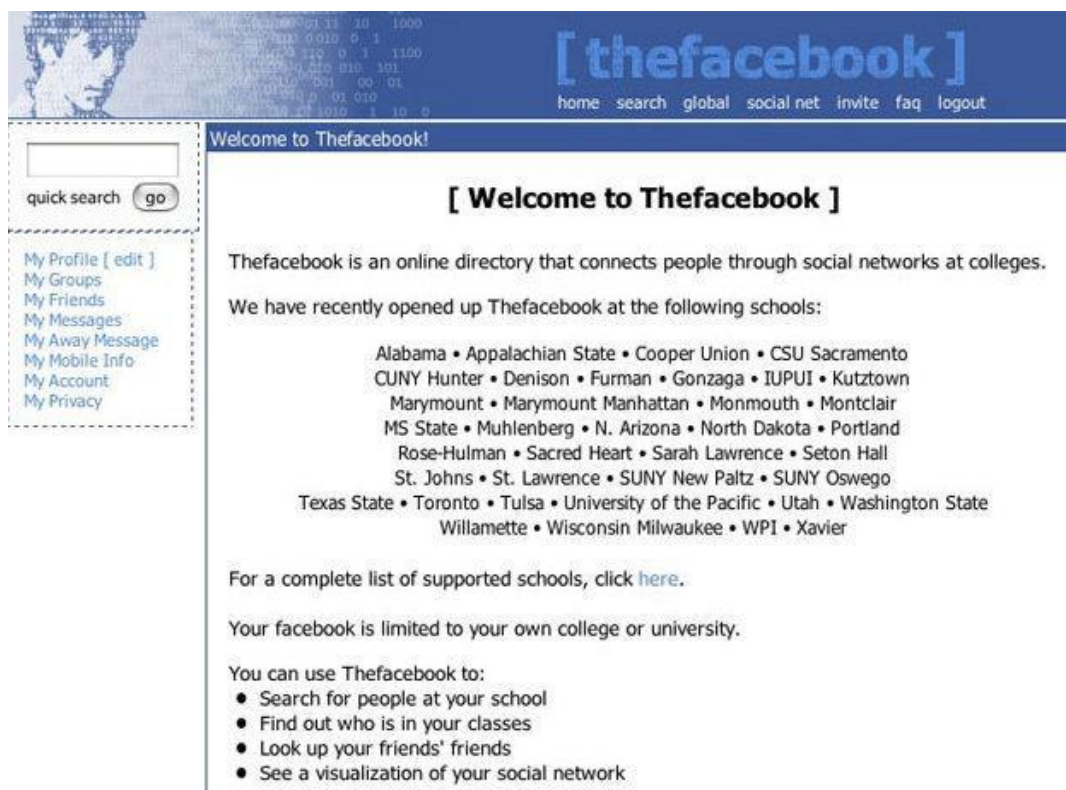 [ thefacebook ]
home search global social net invite faq logout
quick search go
My Profile [ edit ]
My Groups
My Friends
My Messages
My Away Message
My Mobile Info
My Account
My Privacy
Welcome to Thefacebook!
[ Welcome to Thefacebook ]
Thefacebook is an online directory that connects people through social networks at colleges.
We have recently opened up Thefacebook at the following schools:
Alabama • Appalachian State • Cooper Union • CSU Sacramento
CUNY Hunter • Denison • Furman • Gonzaga • IUPUI • Kutztown
Marymount • Marymount Manhattan • Monmouth • Montclair
MS State • Muhlenberg • N. Arizona • North Dakota • Portland
Rose-Hulman • Sacred Heart • Sarah Lawrence • Seton Hall
St. Johns • St. Lawrence • SUNY New Paltz • SUNY Oswego
Texas State • Toronto • Tulsa • University of the Pacific • Utah • Washington State
Willamette • Wisconsin Milwaukee • WPI • Xavier
For a complete list of supported schools, click here.
Your facebook is limited to your own college or university.
You can use Thefacebook to:
• Search for people at your school
• Find out who is in your classes
• Look up your friends' friends
• See a visualization of your social network